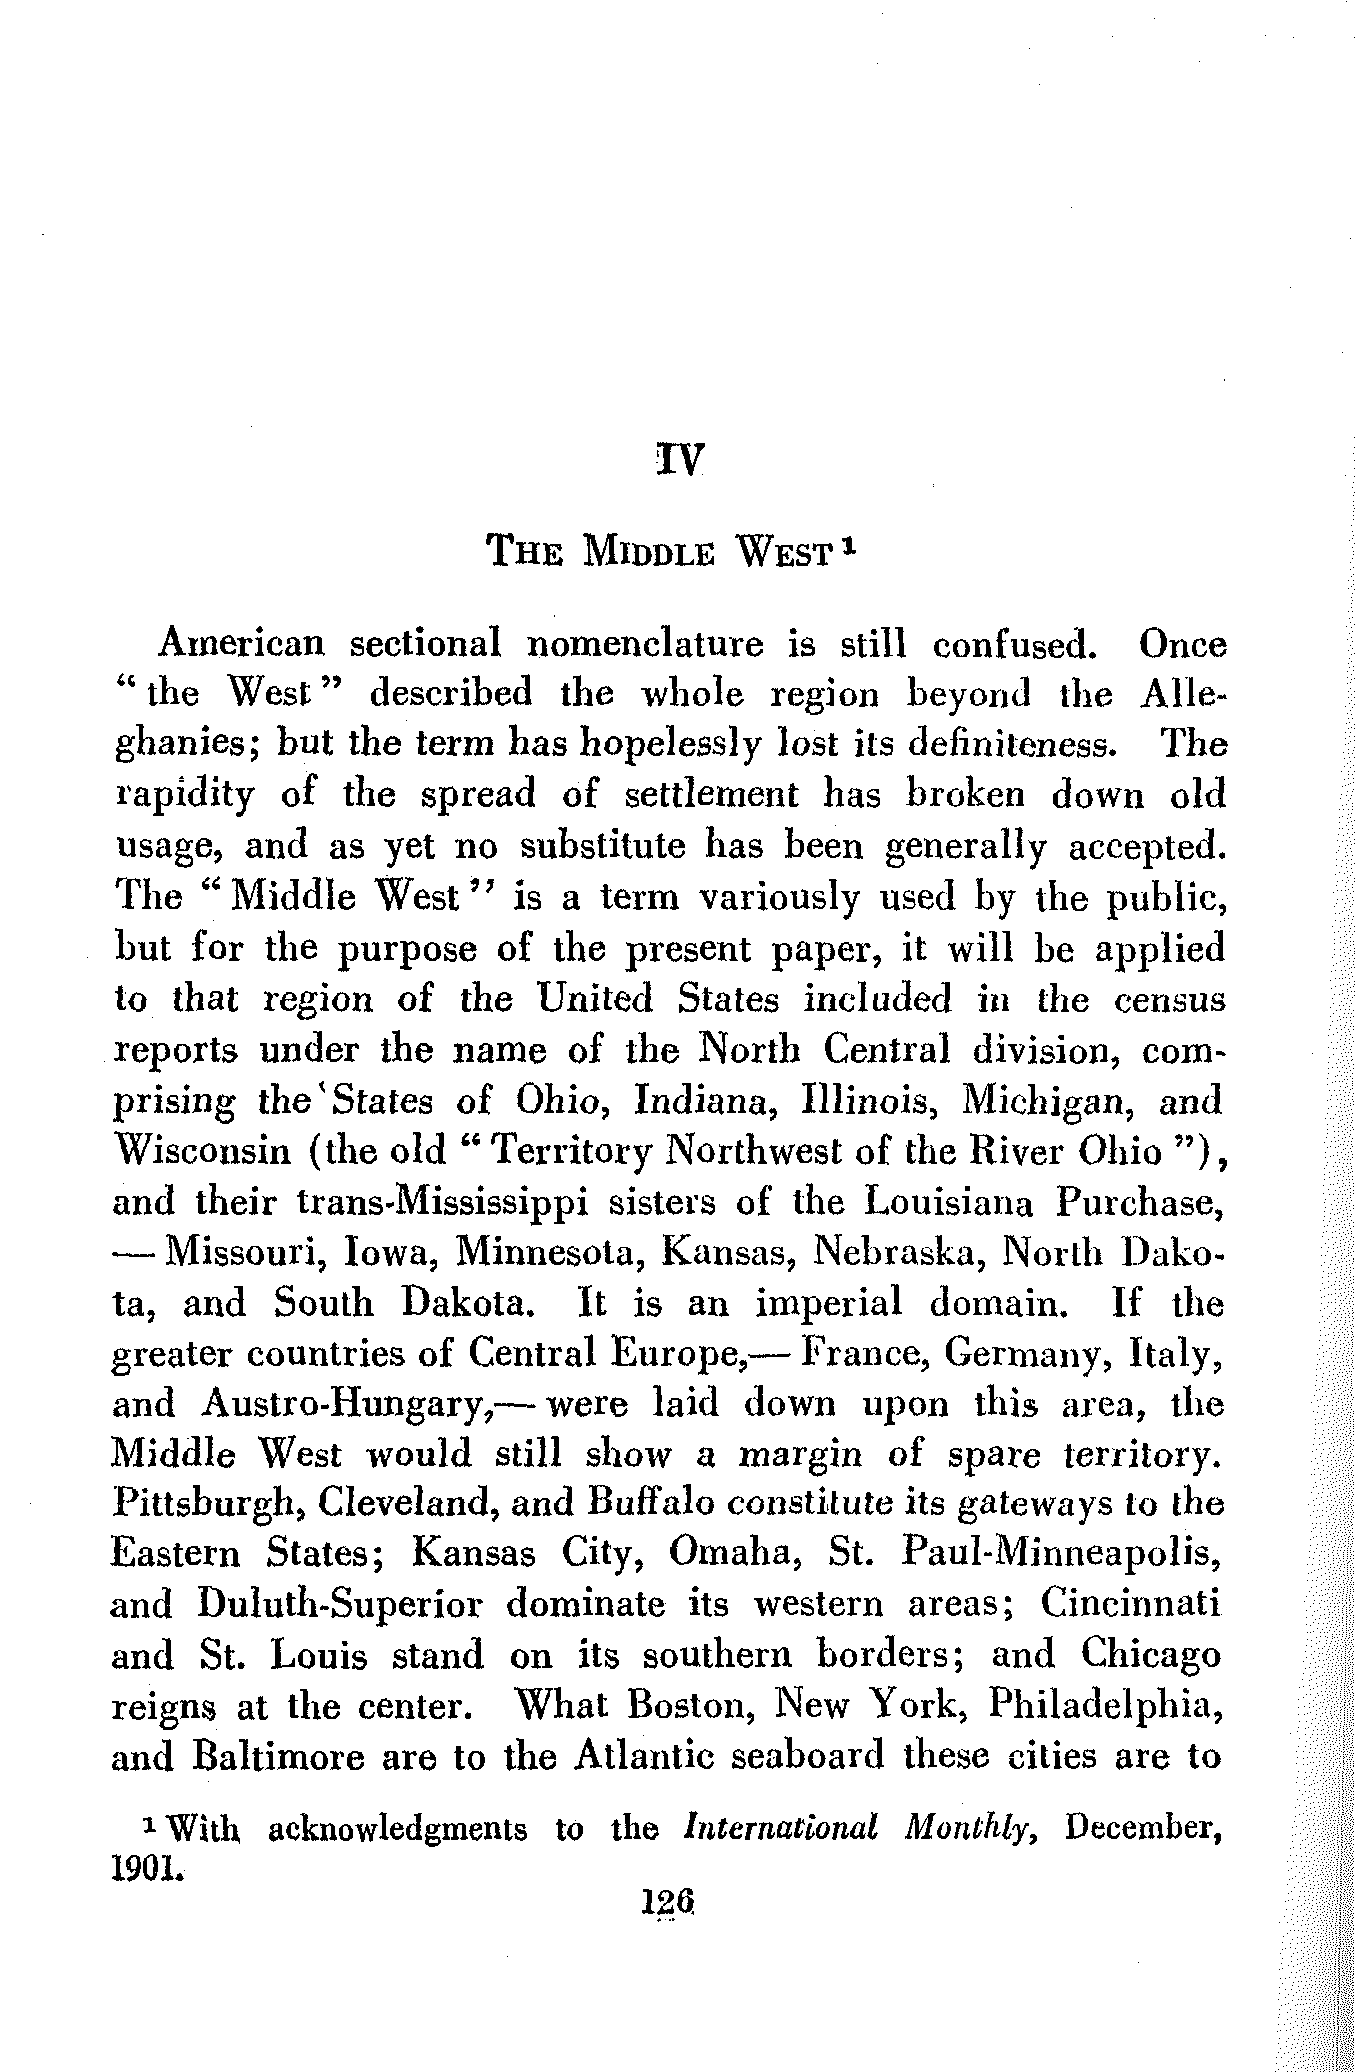 IV
THE MIDDLE WEST ¹
American sectional nomenclature is still confused. Once
“ the West ” described the whole region beyond the Alle-
ghanies; but the term has hopelessly lost its definiteness. The
rapidity of the spread of settlement has broken down old
usage, and as yet no substitute has been generally accepted.
The “ Middle West ” is a term variously used by the public,
but for the purpose of the present paper, it will be applied
to that region of the United States included in the census
reports under the name of the North Central division, com-
prising the States of Ohio, Indiana, Illinois, Michigan, and
Wisconsin (the old “ Territory Northwest of the River Ohio ”),
and their trans-Mississippi sisters of the Louisiana Purchase,
— Missouri, Iowa, Minnesota, Kansas, Nebraska, North Dako-
ta, and South Dakota. It is an imperial domain. If the
greater countries of Central Europe,— France, Germany, Italy,
and Austro-Hungary,— were laid down upon this area, the
Middle West would still show a margin of spare territory.
Pittsburgh, Cleveland, and Buffalo constitute its gateways to the
Eastern States; Kansas City, Omaha, St. Paul-Minneapolis,
and Duluth-Superior dominate its western areas; Cincinnati
and St. Louis stand on its southern borders; and Chicago
reigns at the center. What Boston, New York, Philadelphia,
and Baltimore are to the Atlantic seaboard these cities are to
¹ With acknowledgments to the International Monthly, December,
1901.
126